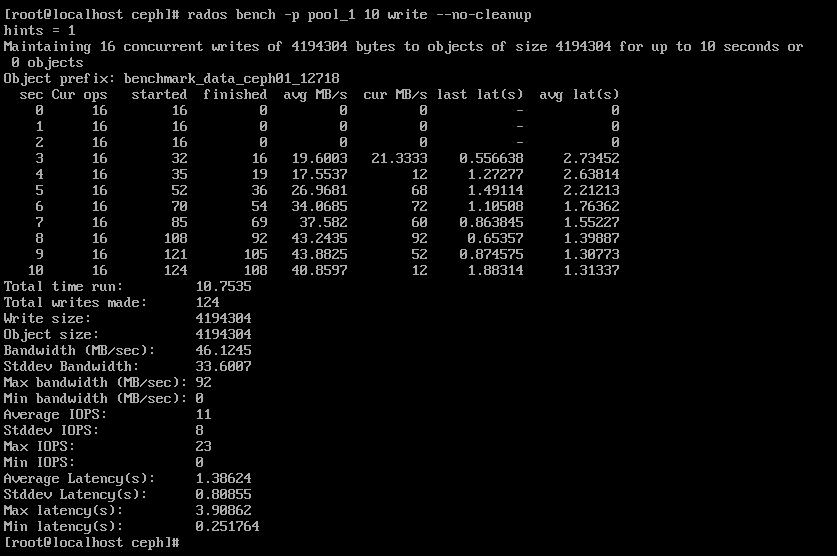 [root@localhost ceph]# rados bench -p pool_1 10 write --no-cleanup
hints = 1
Maintaining 16 concurrent writes of 4194304 bytes to objects of size 4194304 for up to 10 seconds or
 0 objects
Object prefix: benchmark_data_ceph01_12718
  sec Cur ops   started  finished  avg MB/s  cur MB/s last lat(s)  avg lat(s)
    0      16        16         0         0         0           -           0
    1      16        16         0         0         0           -           0
    2      16        16         0         0         0           -           0
    3      16        32        16   19.6003   21.3333    0.556638     2.73452
    4      16        35        19   17.5537        12     1.27277     2.63814
    5      16        52        36   26.9681        68     1.49114     2.21213
    6      16        70        54   34.0685        72     1.10508     1.76362
    7      16        85        69    37.582        60    0.863845     1.55227
    8      16       108        92   43.2435        92     0.65357     1.39887
    9      16       121       105   43.8825        52    0.874575     1.30773
   10      16       124       108   40.8597        12     1.88314     1.31337
Total time run:         10.7535
Total writes made:      124
Write size:             4194304
Object size:            4194304
Bandwidth (MB/sec):     46.1245
Stddev Bandwidth:       33.6007
Max bandwidth (MB/sec): 92
Min bandwidth (MB/sec): 0
Average IOPS:           11
Stddev IOPS:            8
Max IOPS:               23
Min IOPS:               0
Average Latency(s):     1.38624
Stddev Latency(s):      0.80855
Max latency(s):         3.90862
Min latency(s):         0.251764
[root@localhost ceph]#